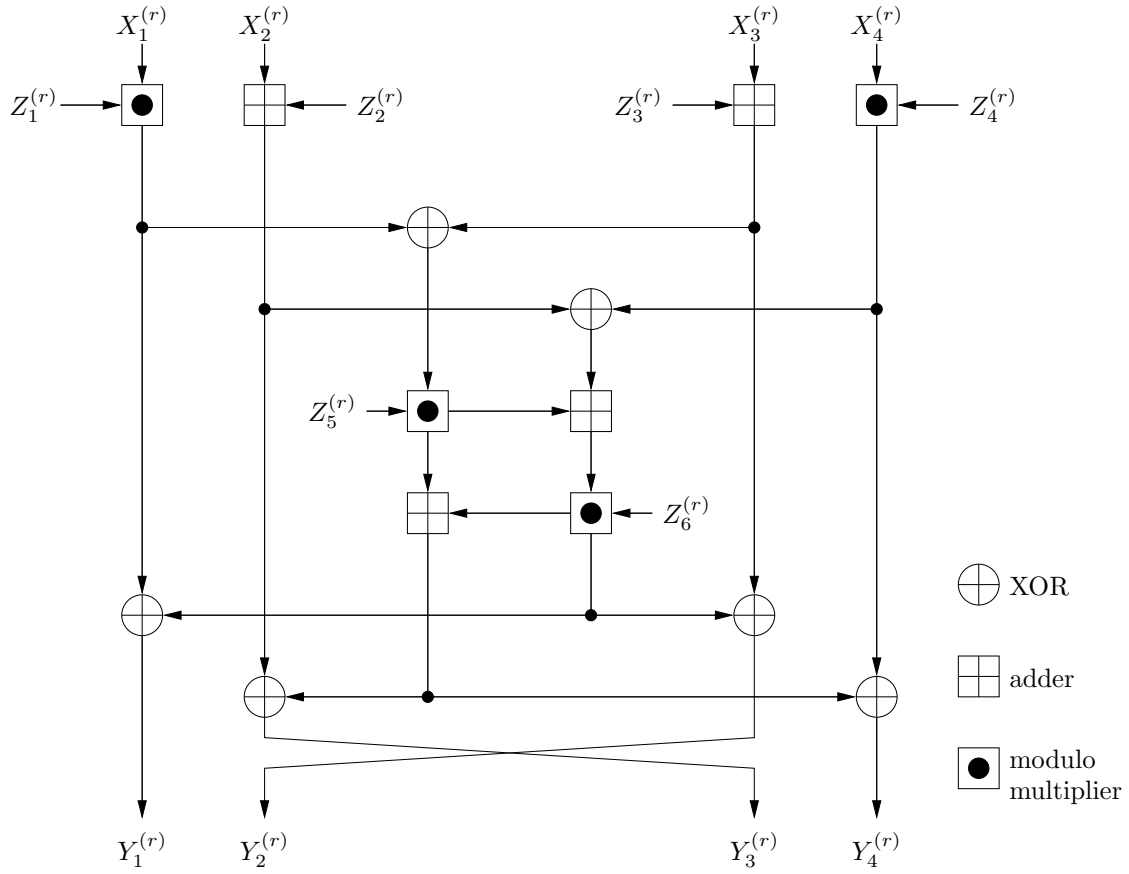 X_1^{(r)} X_2^{(r)} X_3^{(r)} X_4^{(r)}
Z_1^{(r)} Z_2^{(r)} Z_3^{(r)} Z_4^{(r)}
Z_5^{(r)}
Z_6^{(r)}
XOR
adder
modulo
multiplier
Y_1^{(r)} Y_2^{(r)} Y_3^{(r)} Y_4^{(r)}